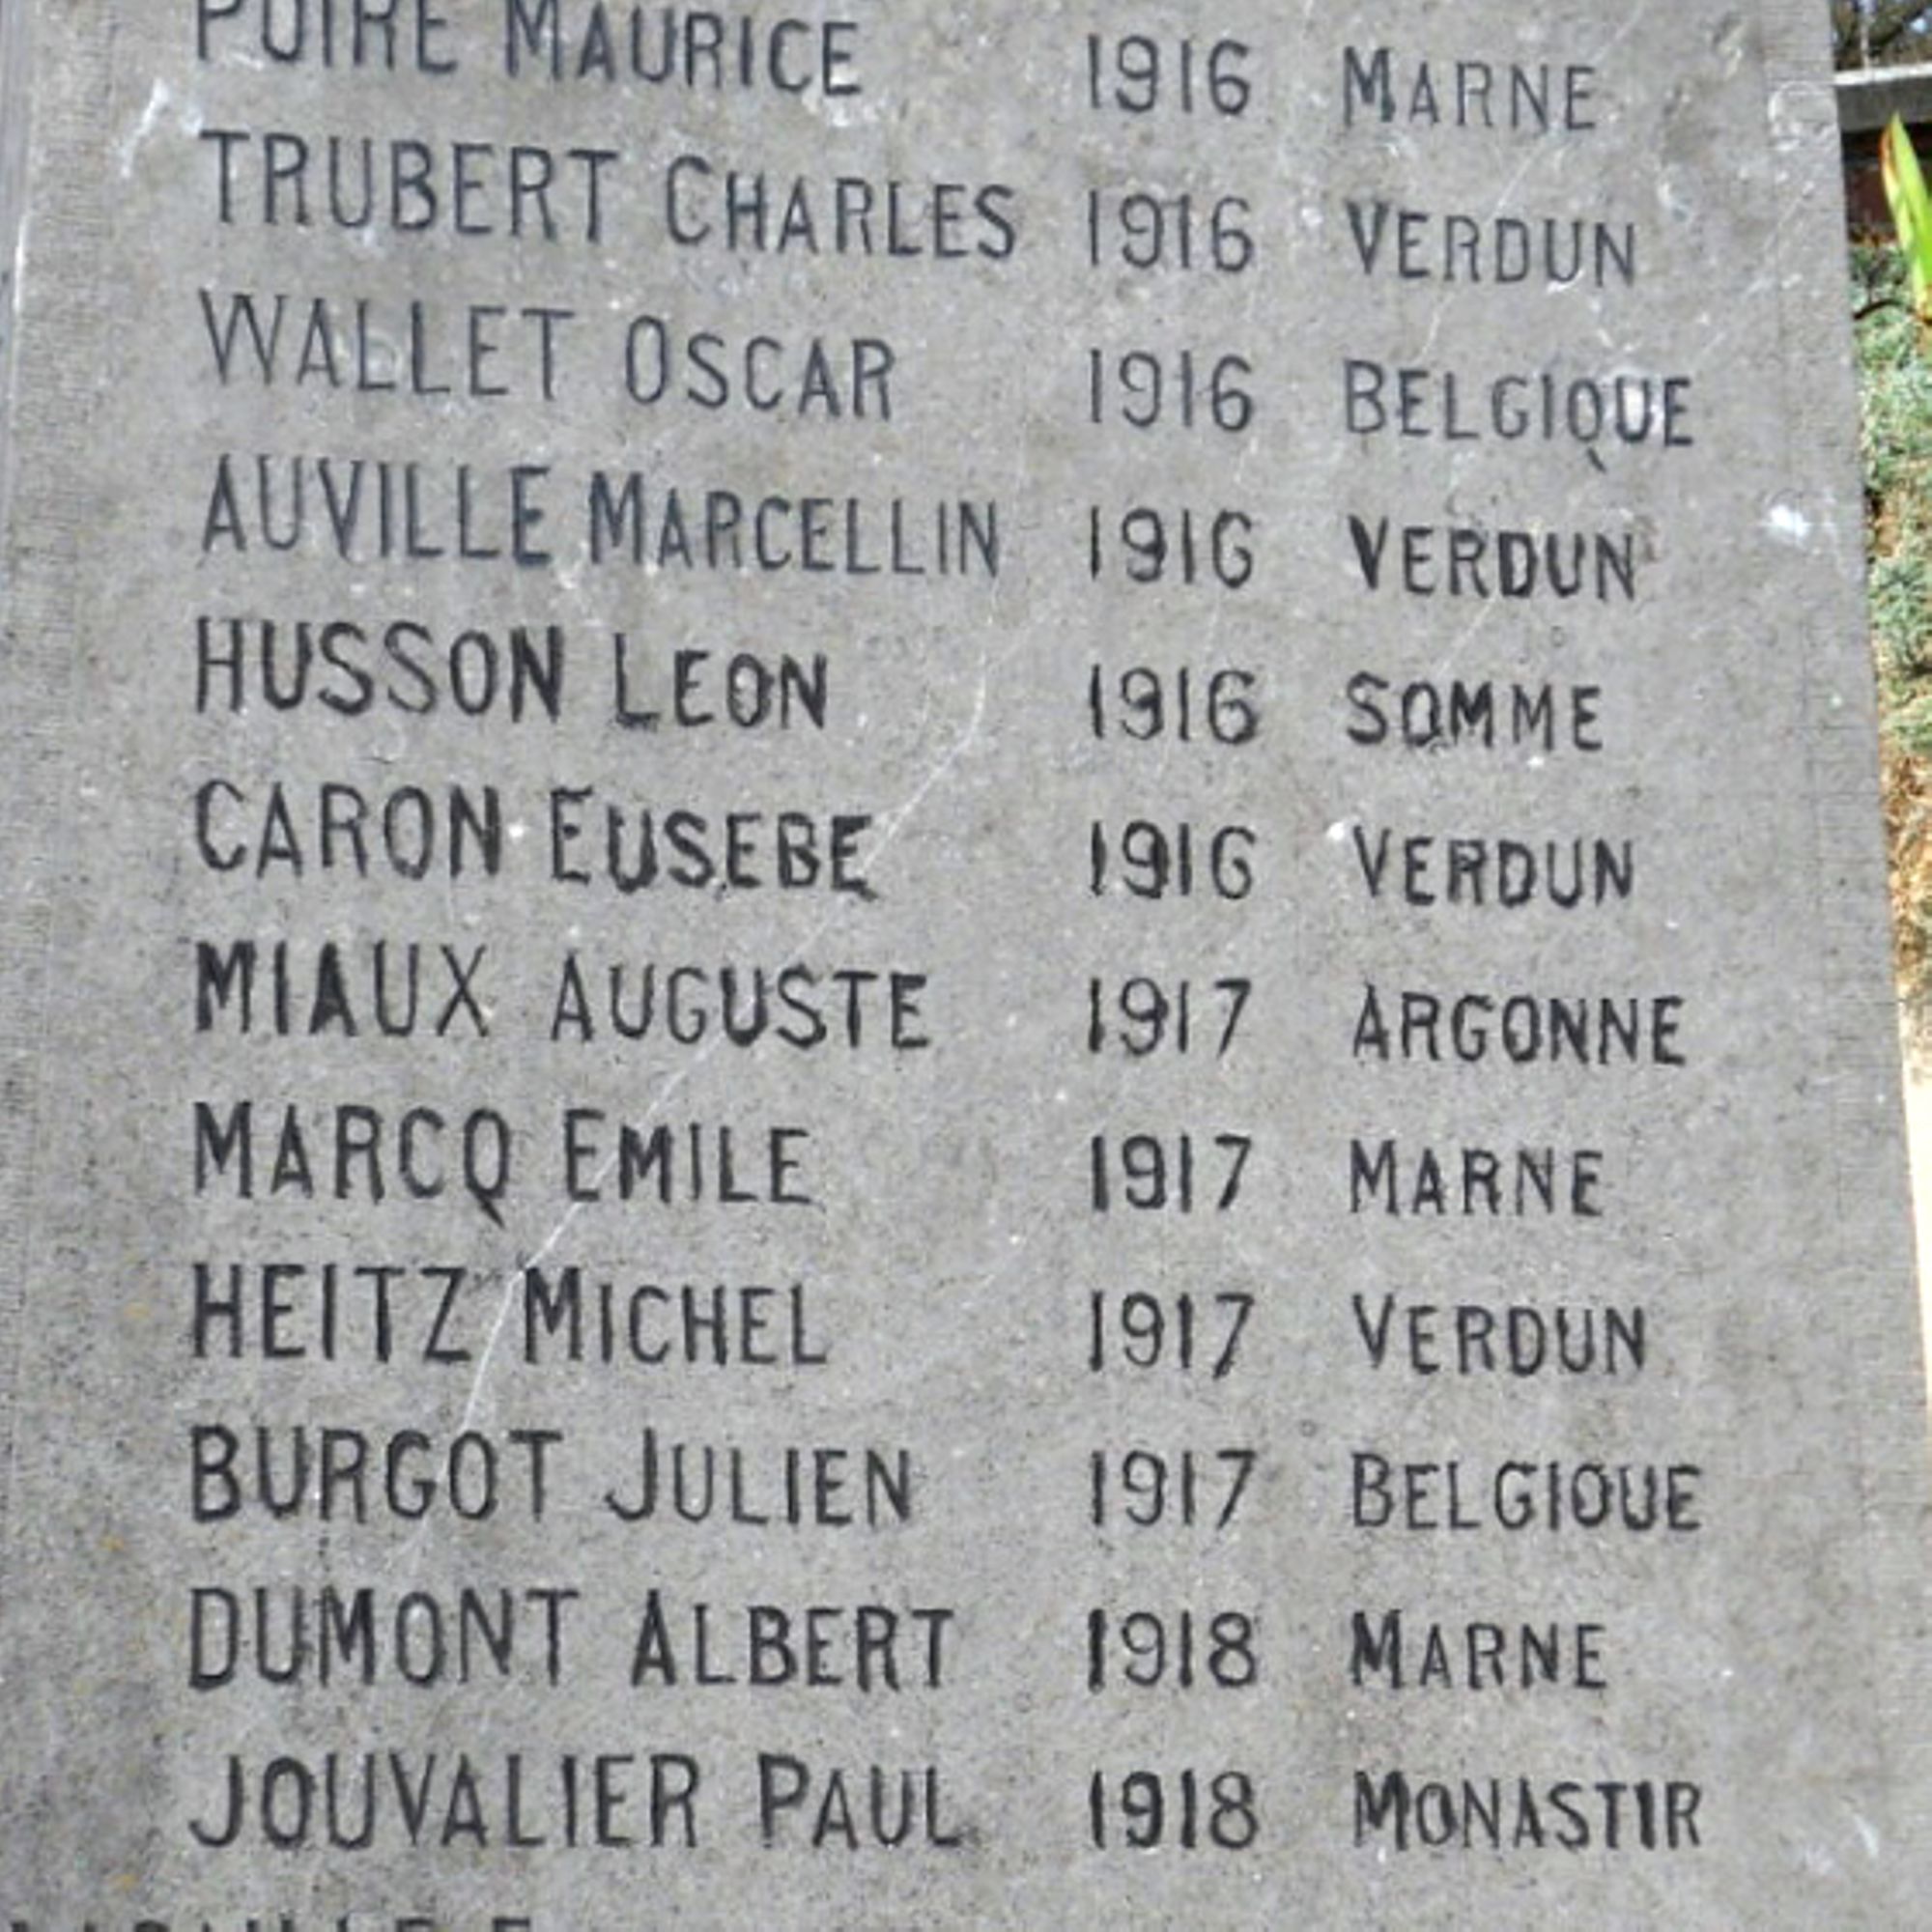 POIRE MAURICE 1916 MARNE
TRUBERT CHARLES 1916 VERDUN
WALLET OSCAR 1916 BELGIQUE
AUVILLE MARCELLIN 1916 VERDUN
HUSSON LEON 1916 SOMME
CARON EUSEBE 1916 VERDUN
MIAUX AUGUSTE 1917 ARGONNE
MARCQ EMILE 1917 MARNE
HEITZ MICHEL 1917 VERDUN
BURGOT JULIEN 1917 BELGIQUE
DUMONT ALBERT 1918 MARNE
JOUVALIER PAUL 1918 MONASTIR